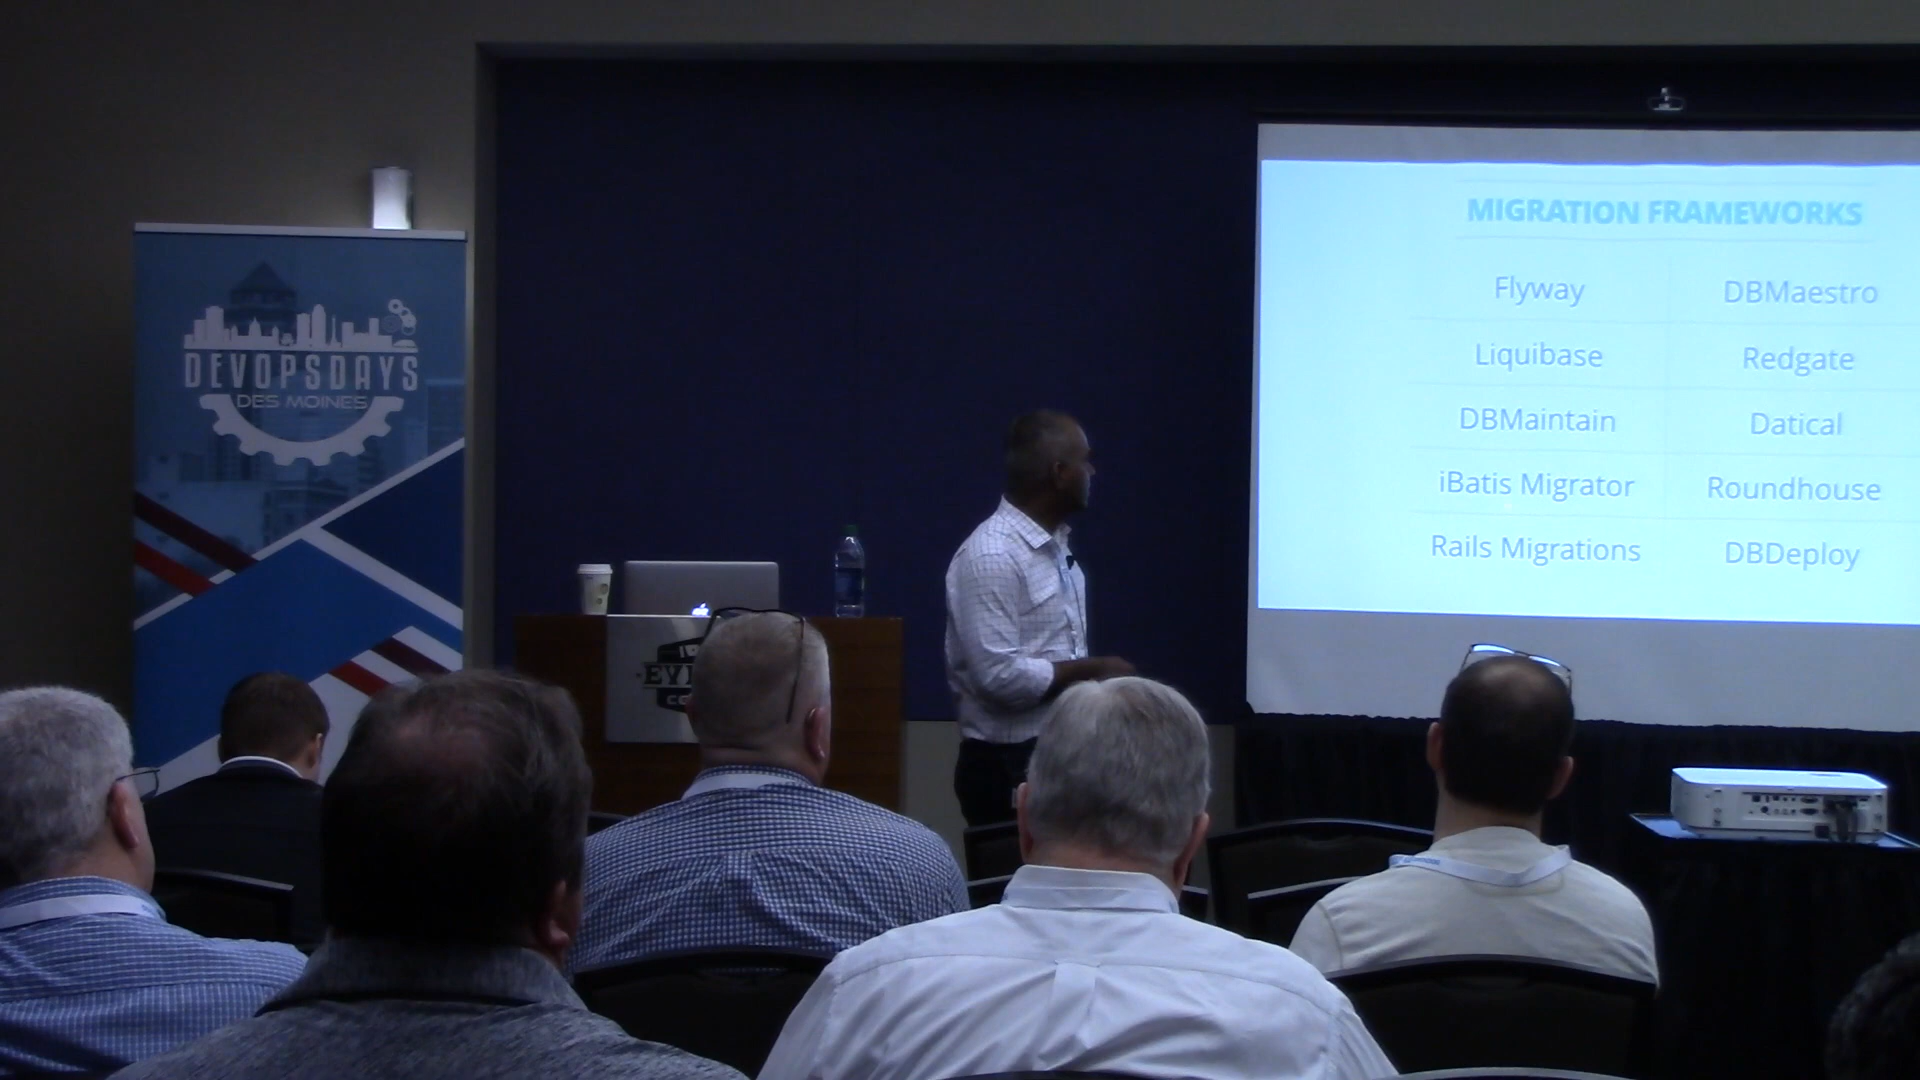 DEVOPSDAYS
DES MOINES
MIGRATION FRAMEWORKS
Flyway DBMaestro
Liquibase Redgate
DBMaintain Datical
iBatis Migrator Roundhouse
Rails Migrations DBDeploy